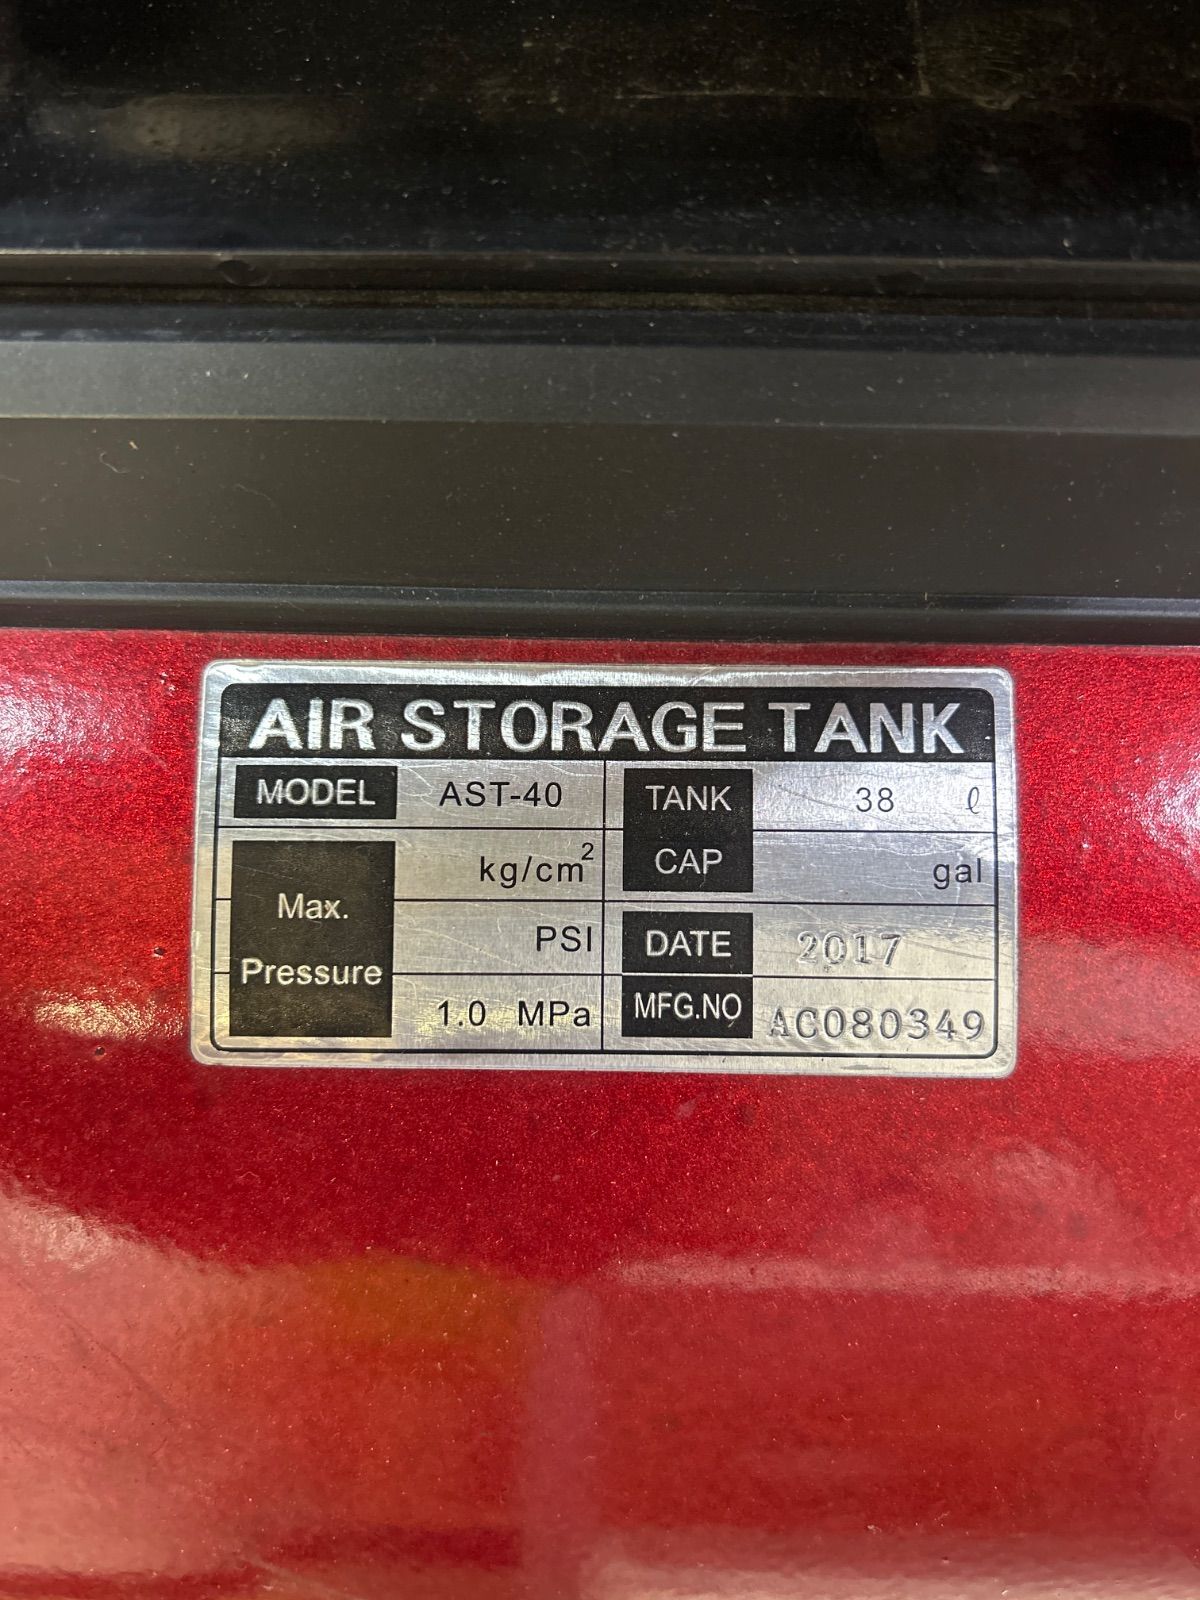 AIR STORAGE TANK
MODEL AST-40
Max. Pressure
kg/cm²
PSI
1.0 MPa
TANK CAP
38 ℓ
gal
DATE 2017
MFG.NO AC080349